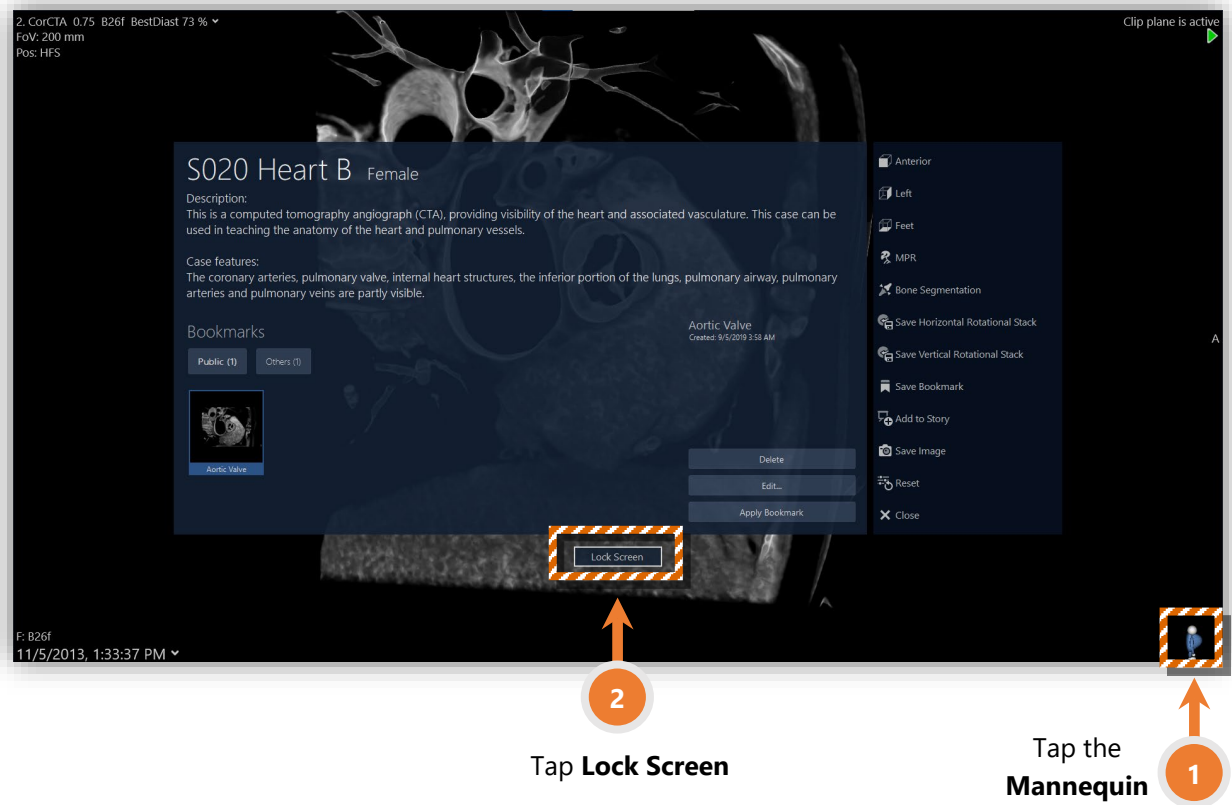 2. CorCTA 0.75 B26f BestDiast 73 %
FoV: 200 mm
Pos: HFS
Clip plane is active
S020 Heart B Female
Description:
This is a computed tomography angiograph (CTA), providing visibility of the heart and associated vasculature. This case can be
used in teaching the anatomy of the heart and pulmonary vessels.
Case features:
The coronary arteries, pulmonary valve, internal heart structures, the inferior portion of the lungs, pulmonary airway, pulmonary
arteries and pulmonary veins are partly visible.
Bookmarks
Public (1)
Others (1)
Aortic Valve
Aortic Valve
Created: 9/5/2019 3:58 AM
Delete
Edit...
Apply Bookmark
Anterior
Left
Feet
MPR
Bone Segmentation
Save Horizontal Rotational Stack
Save Vertical Rotational Stack
Save Bookmark
Add to Story
Save Image
Reset
Close
A
Lock Screen
F: B26f
11/5/2013, 1:33:37 PM
2
Tap Lock Screen
Tap the
Mannequin
1